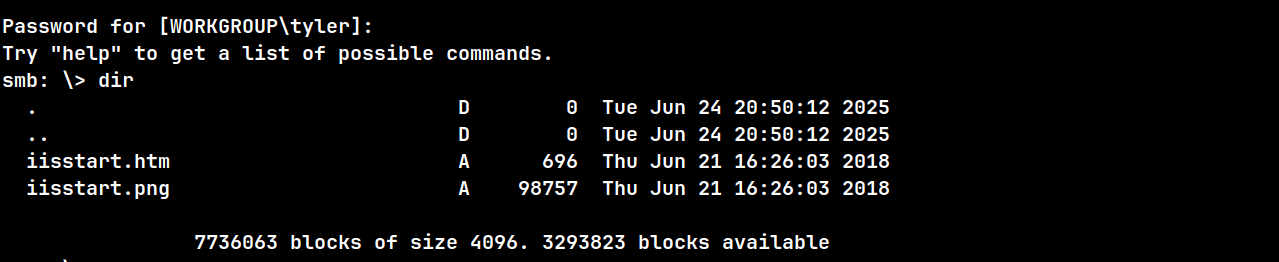 Password for [WORKGROUP\tyler]:
Try "help" to get a list of possible commands.
smb: \> dir
  .                                   D        0  Tue Jun 24 20:50:12 2025
  ..                                  D        0  Tue Jun 24 20:50:12 2025
  iisstart.htm                        A      696  Thu Jun 21 16:26:03 2018
  iisstart.png                        A    98757  Thu Jun 21 16:26:03 2018
                7736063 blocks of size 4096. 3293823 blocks available